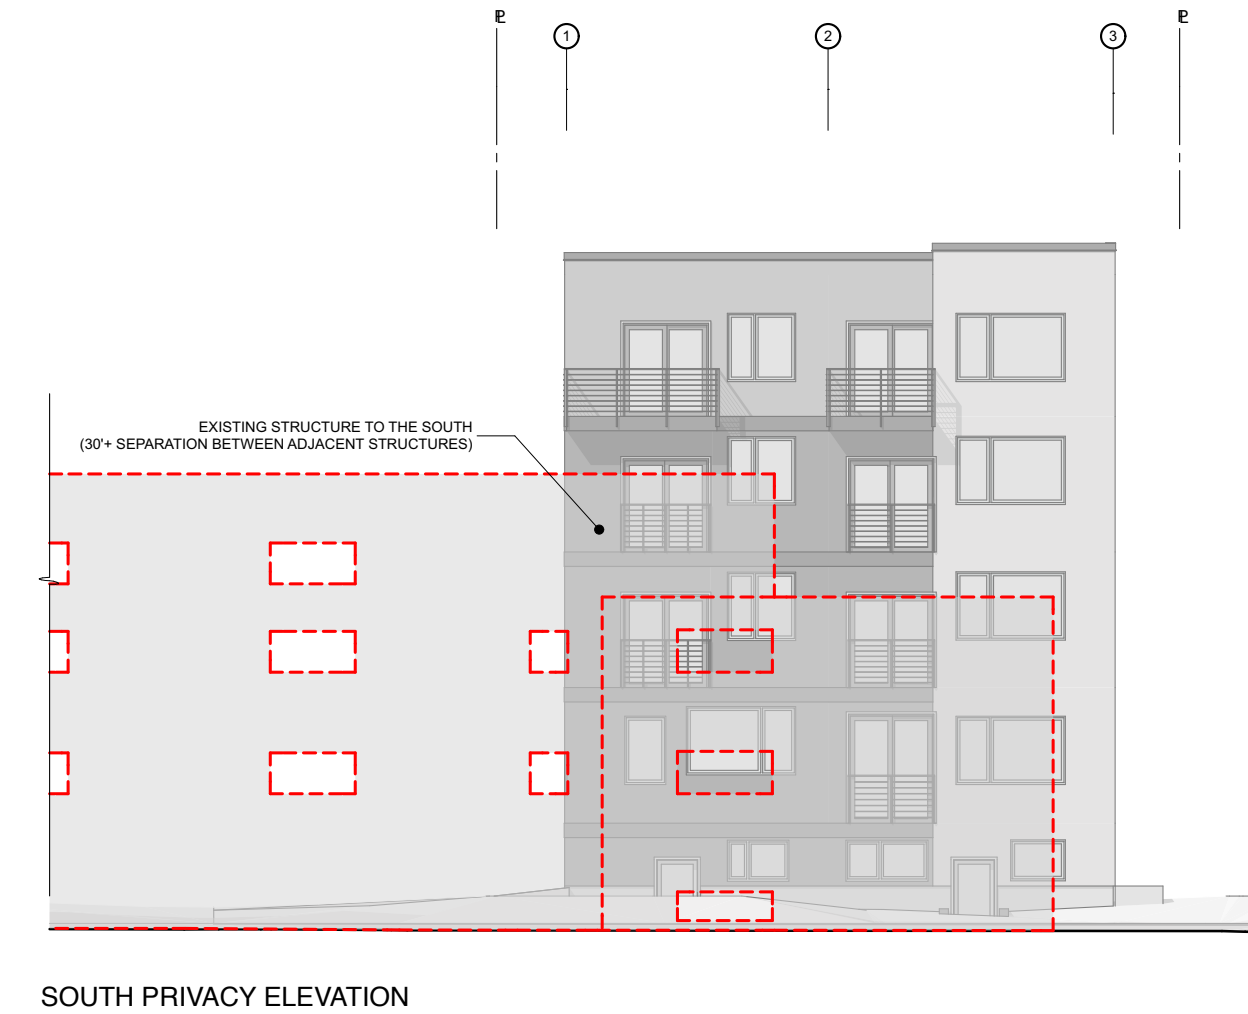 ℄ ℄
1 2 3
EXISTING STRUCTURE TO THE SOUTH
(30'+ SEPARATION BETWEEN ADJACENT STRUCTURES)
SOUTH PRIVACY ELEVATION